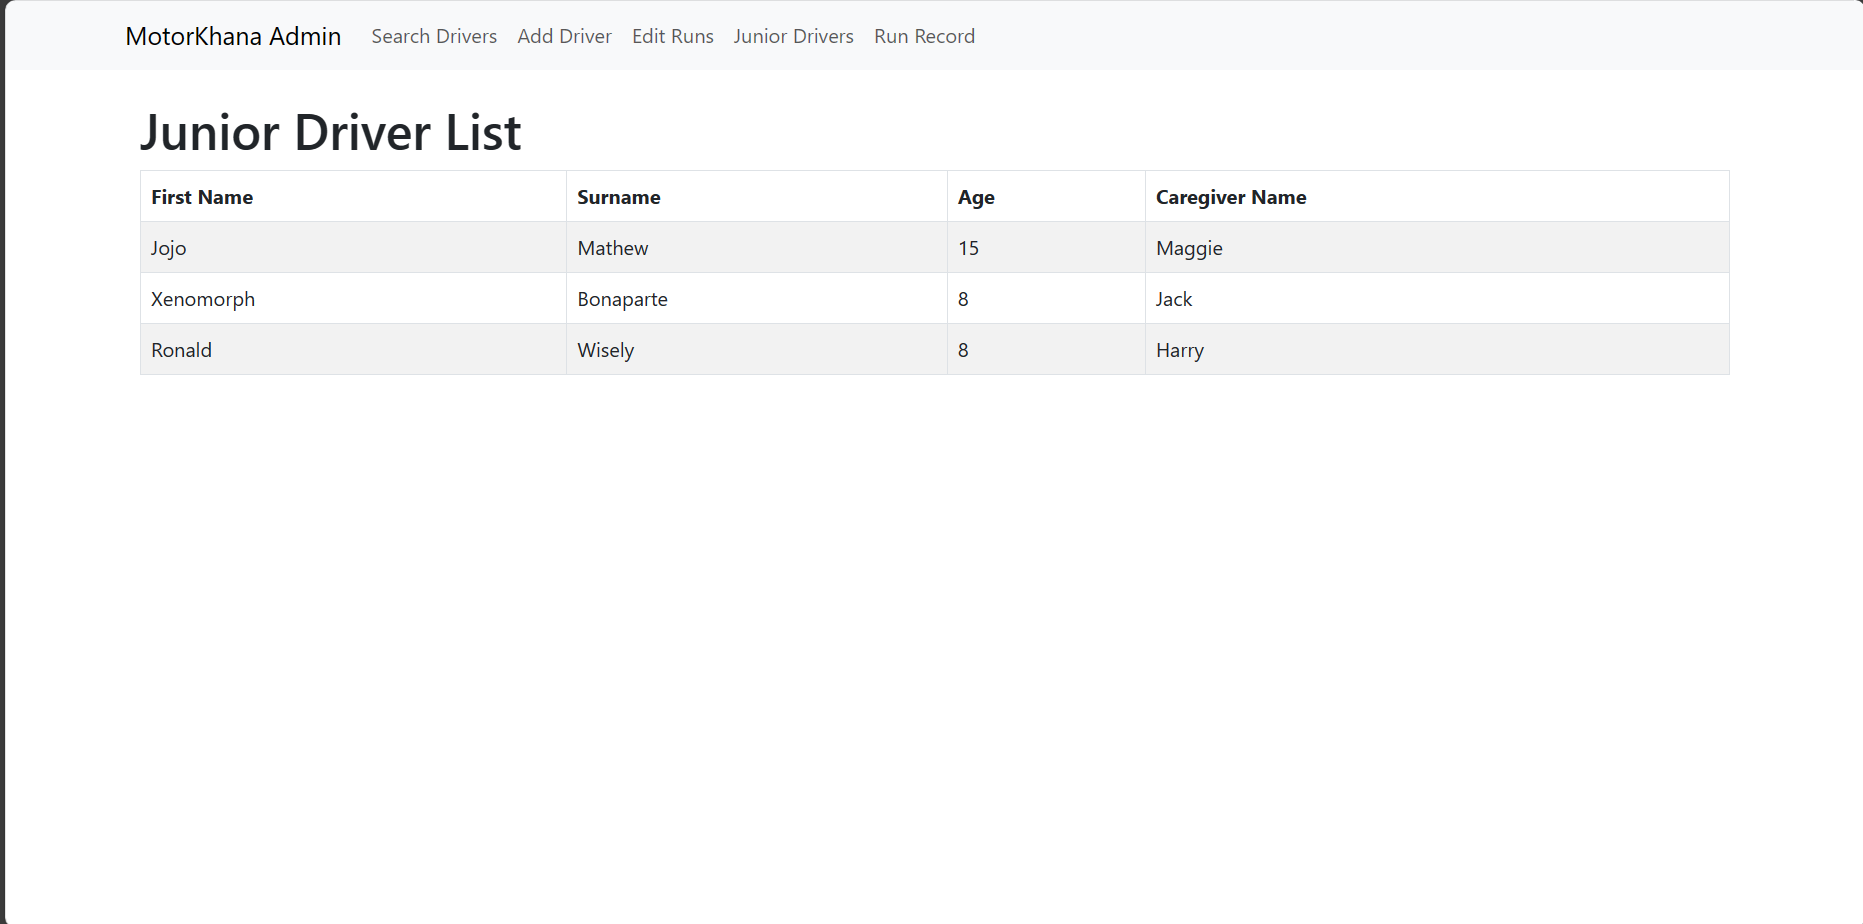 MotorKhana Admin Search Drivers Add Driver Edit Runs Junior Drivers Run Record
Junior Driver List
First Name Surname Age Caregiver Name
Jojo Mathew 15 Maggie
Xenomorph Bonaparte 8 Jack
Ronald Wisely 8 Harry